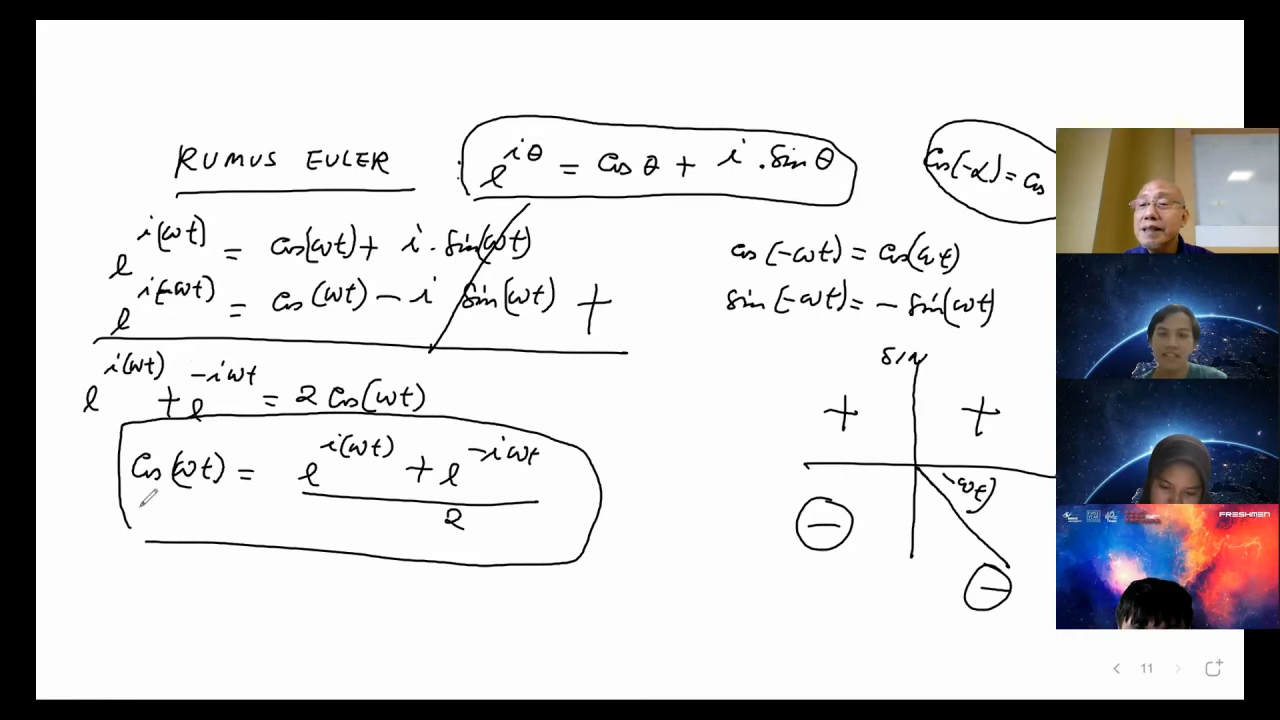 RUMUS EULER : e^{iθ} = Cos θ + i . Sin θ
Cos(-α) = Cos
e^{i(ωt)} = Cos(ωt) + i . Sin(ωt)
e^{i(-ωt)} = Cos (ωt) - i Sin(ωt) +
e^{i(ωt)} + e^{-iωt} = 2 Cos(ωt)
Cos(ωt) = e^{i(ωt)} + e^{-iωt}
2
Cos (-ωt) = Cos(ωt)
Sin (-ωt) = - Sin(ωt)
SIN
+ +
-ωt)
- -
FRESHMEN
11